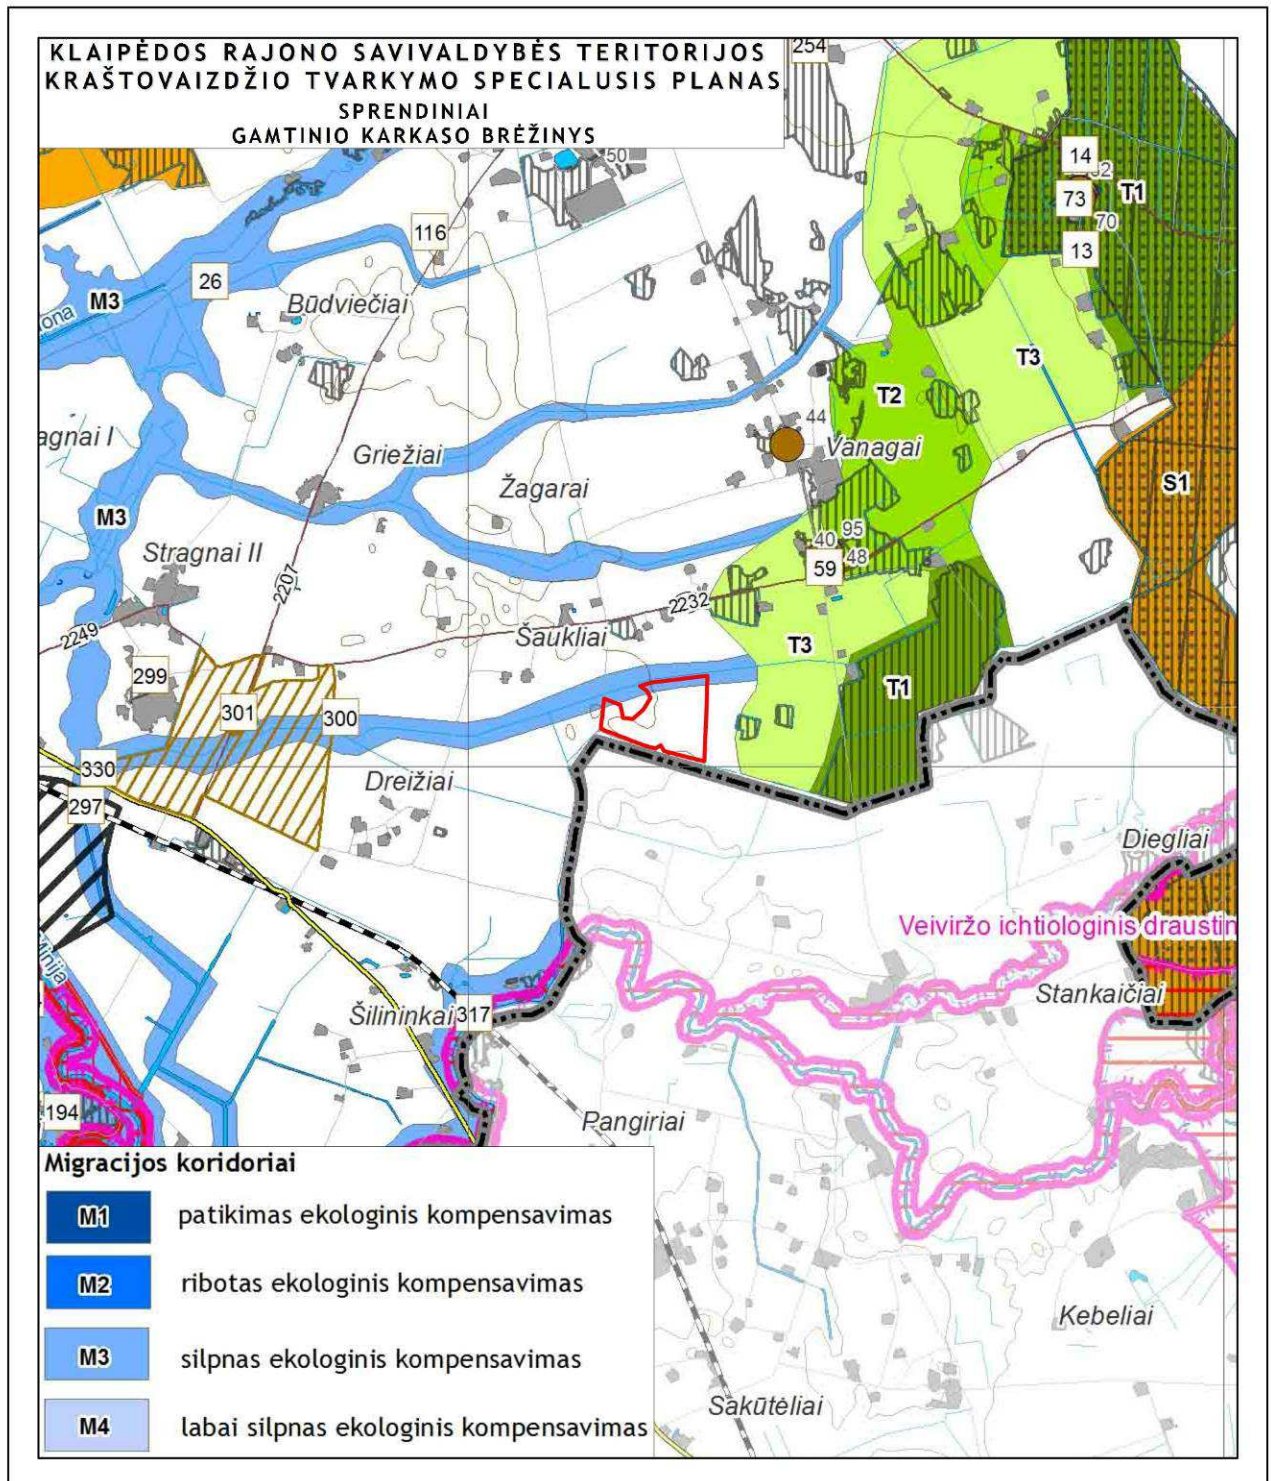 KLAIPĖDOS RAJONO SAVIVALDYBĖS TERITORIJOS
KRAŠTOVAIZDŽIO TVARKYMO SPECIALUSIS PLANAS
SPRENDINIAI
GAMTINIO KARKASO BRĖŽINYS
254
50
14
73
T1
70
13
116
26
M3
ona
Būdviečiai
T3
T2
44
agnai I
Griežiai
Vanagai
Žagarai
S1
M3
Stragnai II
40
95
48
59
2207
2232
2249
Šaukliai
T3
299
T1
301
300
330
Dreižiai
297
Diegliai
Veiviržo ichtiologinis draustin
Minija
Stankaičiai
Šilininkai
317
194
Pangiriai
Migracijos koridoriai
M1 patikimas ekologinis kompensavimas
M2 ribotas ekologinis kompensavimas
M3 silpnas ekologinis kompensavimas
M4 labai silpnas ekologinis kompensavimas
Kebeliai
Sakūtėliai